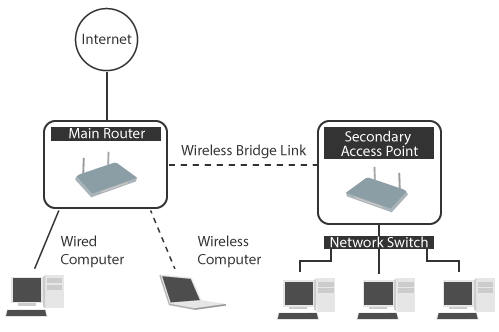 Internet
Main Router
Wireless Bridge Link
Secondary
Access Point
Wired
Computer
Wireless
Computer
Network Switch